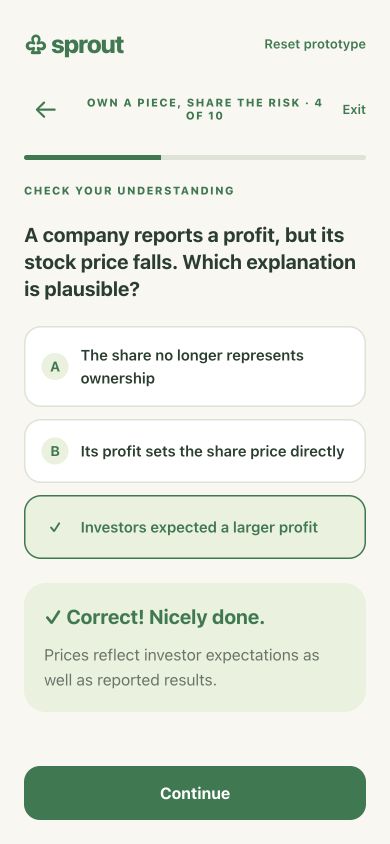 sprout
Reset prototype
OWN A PIECE, SHARE THE RISK · 4
OF 10
Exit
CHECK YOUR UNDERSTANDING
A company reports a profit, but its
stock price falls. Which explanation
is plausible?
A
The share no longer represents
ownership
B
Its profit sets the share price directly
✓ Investors expected a larger profit
✓ Correct! Nicely done.
Prices reflect investor expectations as
well as reported results.
Continue